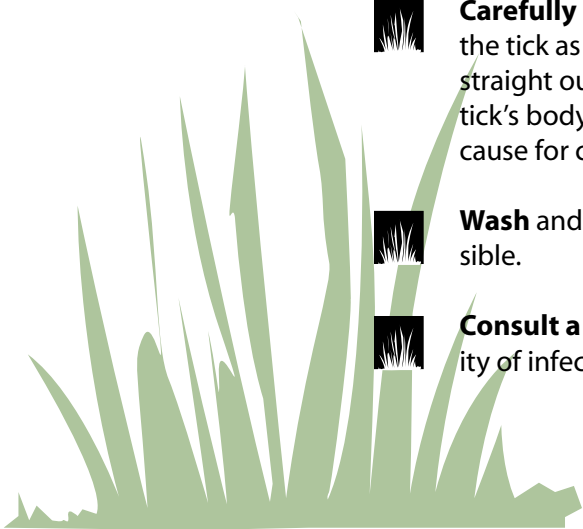 Carefully
the tick as
straight ou
tick's body
cause for c
Wash and
sible.
Consult a
ity of infec